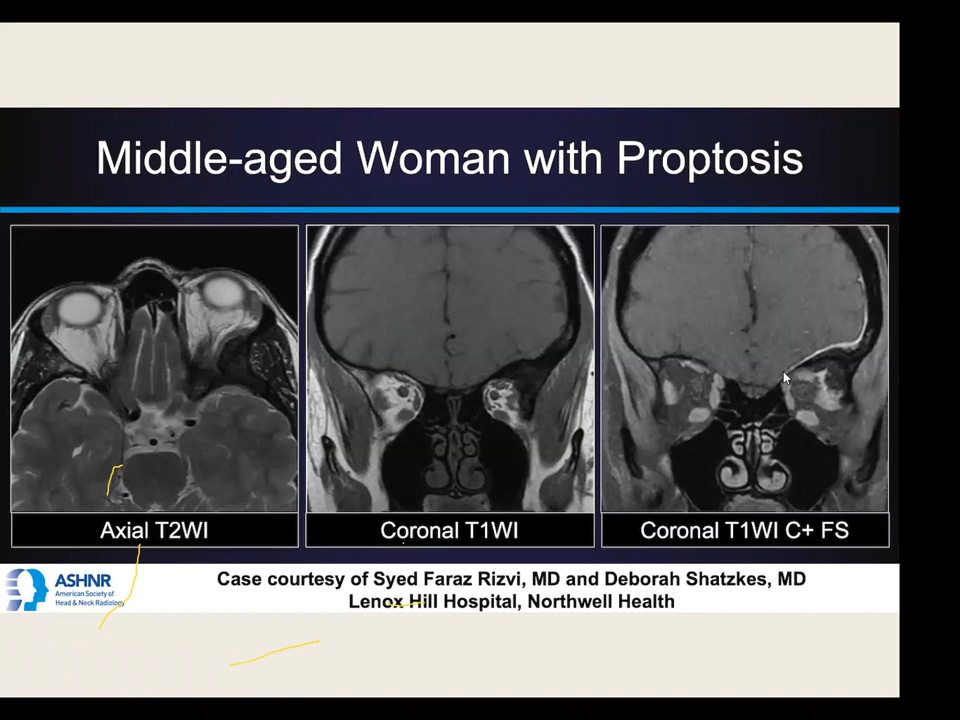 Middle-aged Woman with Proptosis
Axial T2WI
Coronal T1WI
Coronal T1WI C+ FS
ASHNR
American Society of
Head & Neck Radiology
Case courtesy of Syed Faraz Rizvi, MD and Deborah Shatzkes, MD
Lenox Hill Hospital, Northwell Health